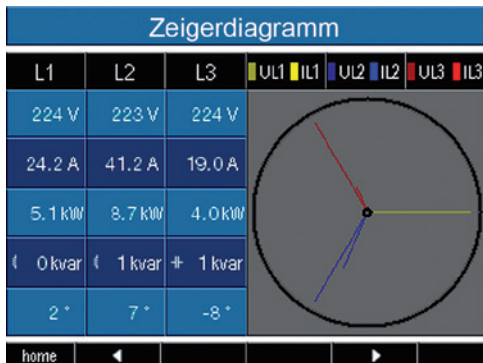 Zeigerdiagramm
L1 L2 L3 UL1 IL1 UL2 IL2 UL3 IL3
224 V 223 V 224 V
24.2 A 41.2 A 19.0 A
5.1 kW 8.7 kW 4.0 kW
0 kvar 1 kvar 1 kvar
2 ° 7 ° -8 °
home